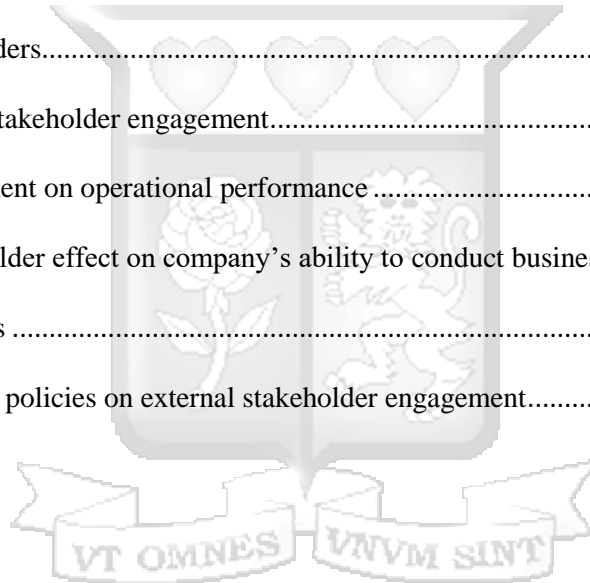 ders..............................................................................
takeholder engagement..............................................
ent on operational performance ...............................
lder effect on company’s ability to conduct busines
s ..................................................................................
policies on external stakeholder engagement..........
VT OMNES VNVM SINT